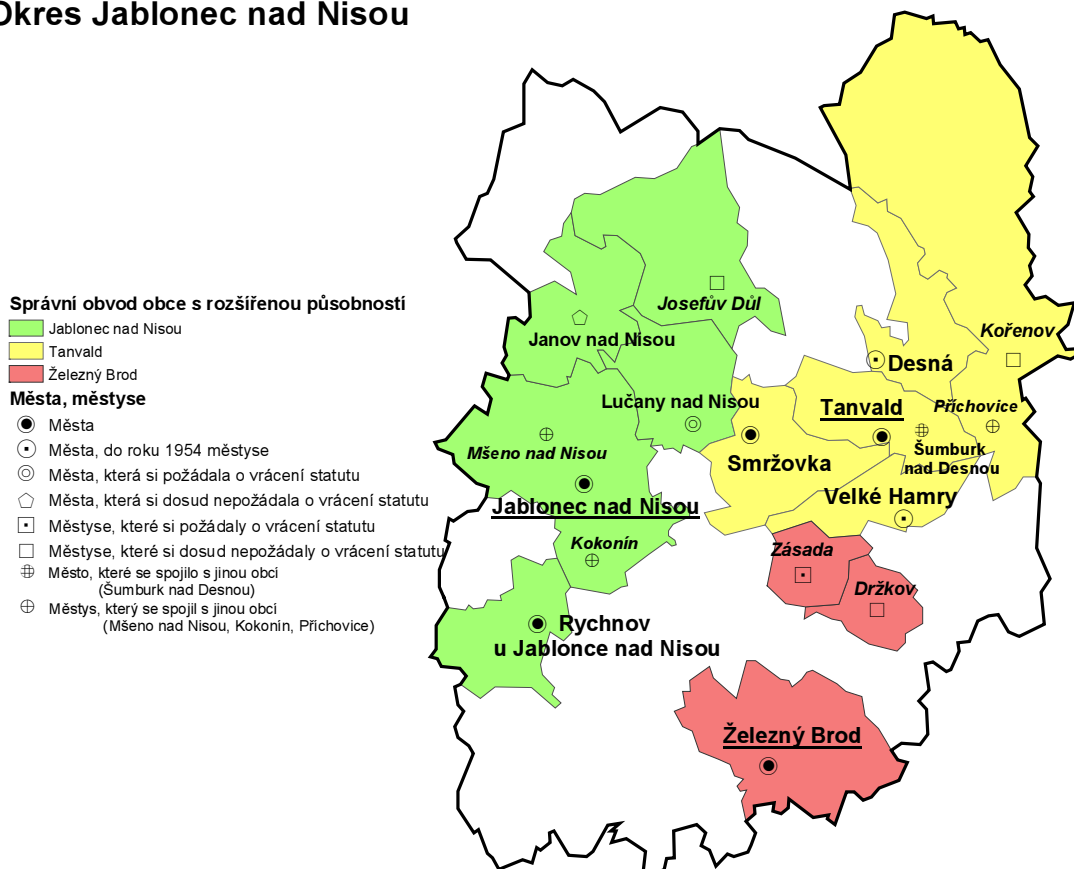 Okres Jablonec nad Nisou
Správní obvod obce s rozšířenou působností
Jablonec nad Nisou
Tanvald
Železný Brod
Města, městyse
Města
Města, do roku 1954 městyse
Města, která si požádala o vrácení statutu
Města, která si dosud nepožádala o vrácení statutu
Městyse, které si požádaly o vrácení statutu
Městyse, které si dosud nepožádaly o vrácení statutu
Město, které se spojilo s jinou obcí
(Šumburk nad Desnou)
Městys, který se spojil s jinou obcí
(Mšeno nad Nisou, Kokonín, Příchovice)
Josefův Důl
Janov nad Nisou
Kořenov
Desná
Lučany nad Nisou
Tanvald
Příchovice
Mšeno nad Nisou
Smržovka
Šumburk
nad Desnou
Velké Hamry
Jablonec nad Nisou
Kokonín
Zásada
Držkov
Rychnov
u Jablonce nad Nisou
Železný Brod